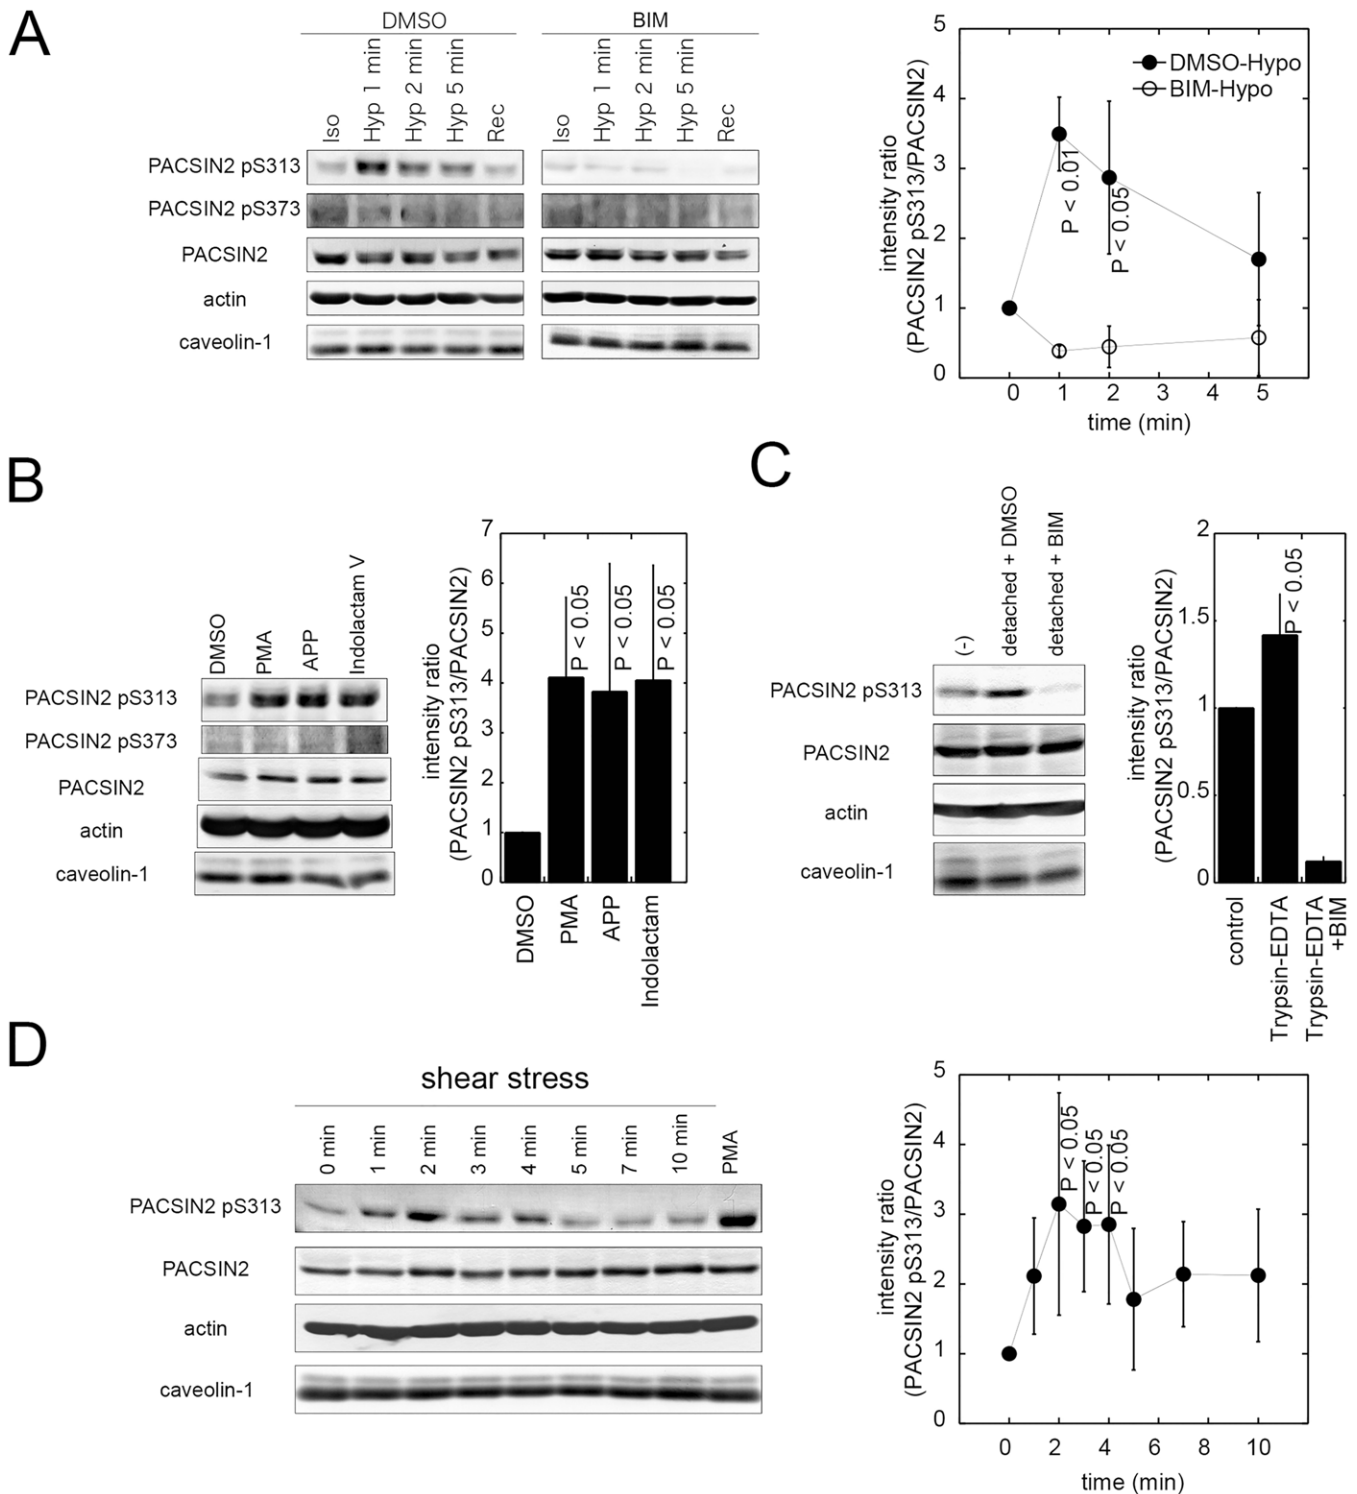 A
DMSO
BIM
Iso
Hyp 1 min
Hyp 2 min
Hyp 5 min
Rec
Iso
Hyp 1 min
Hyp 2 min
Hyp 5 min
Rec
PACSIN2 pS313
PACSIN2 pS373
PACSIN2
actin
caveolin-1
intensity ratio
(PACSIN2 pS313/PACSIN2)
5
4
3
2
1
0
DMSO-Hypo
BIM-Hypo
P < 0.01
P < 0.05
0 1 2 3 4 5
time (min)
B
DMSO
PMA
APP
Indolactam V
PACSIN2 pS313
PACSIN2 pS373
PACSIN2
actin
caveolin-1
intensity ratio
(PACSIN2 pS313/PACSIN2)
7
6
5
4
3
2
1
0
P < 0.05
P < 0.05
P < 0.05
DMSO
PMA
APP
Indolactam
C
(-)
detached + DMSO
detached + BIM
PACSIN2 pS313
PACSIN2
actin
caveolin-1
intensity ratio
(PACSIN2 pS313/PACSIN2)
2
1.5
1
0.5
0
P < 0.05
control
Trypsin-EDTA
Trypsin-EDTA
+BIM
D
shear stress
0 min
1 min
2 min
3 min
4 min
5 min
7 min
10 min
PMA
PACSIN2 pS313
PACSIN2
actin
caveolin-1
intensity ratio
(PACSIN2 pS313/PACSIN2)
5
4
3
2
1
0
P < 0.05
P < 0.05
P < 0.05
0 2 4 6 8 10
time (min)